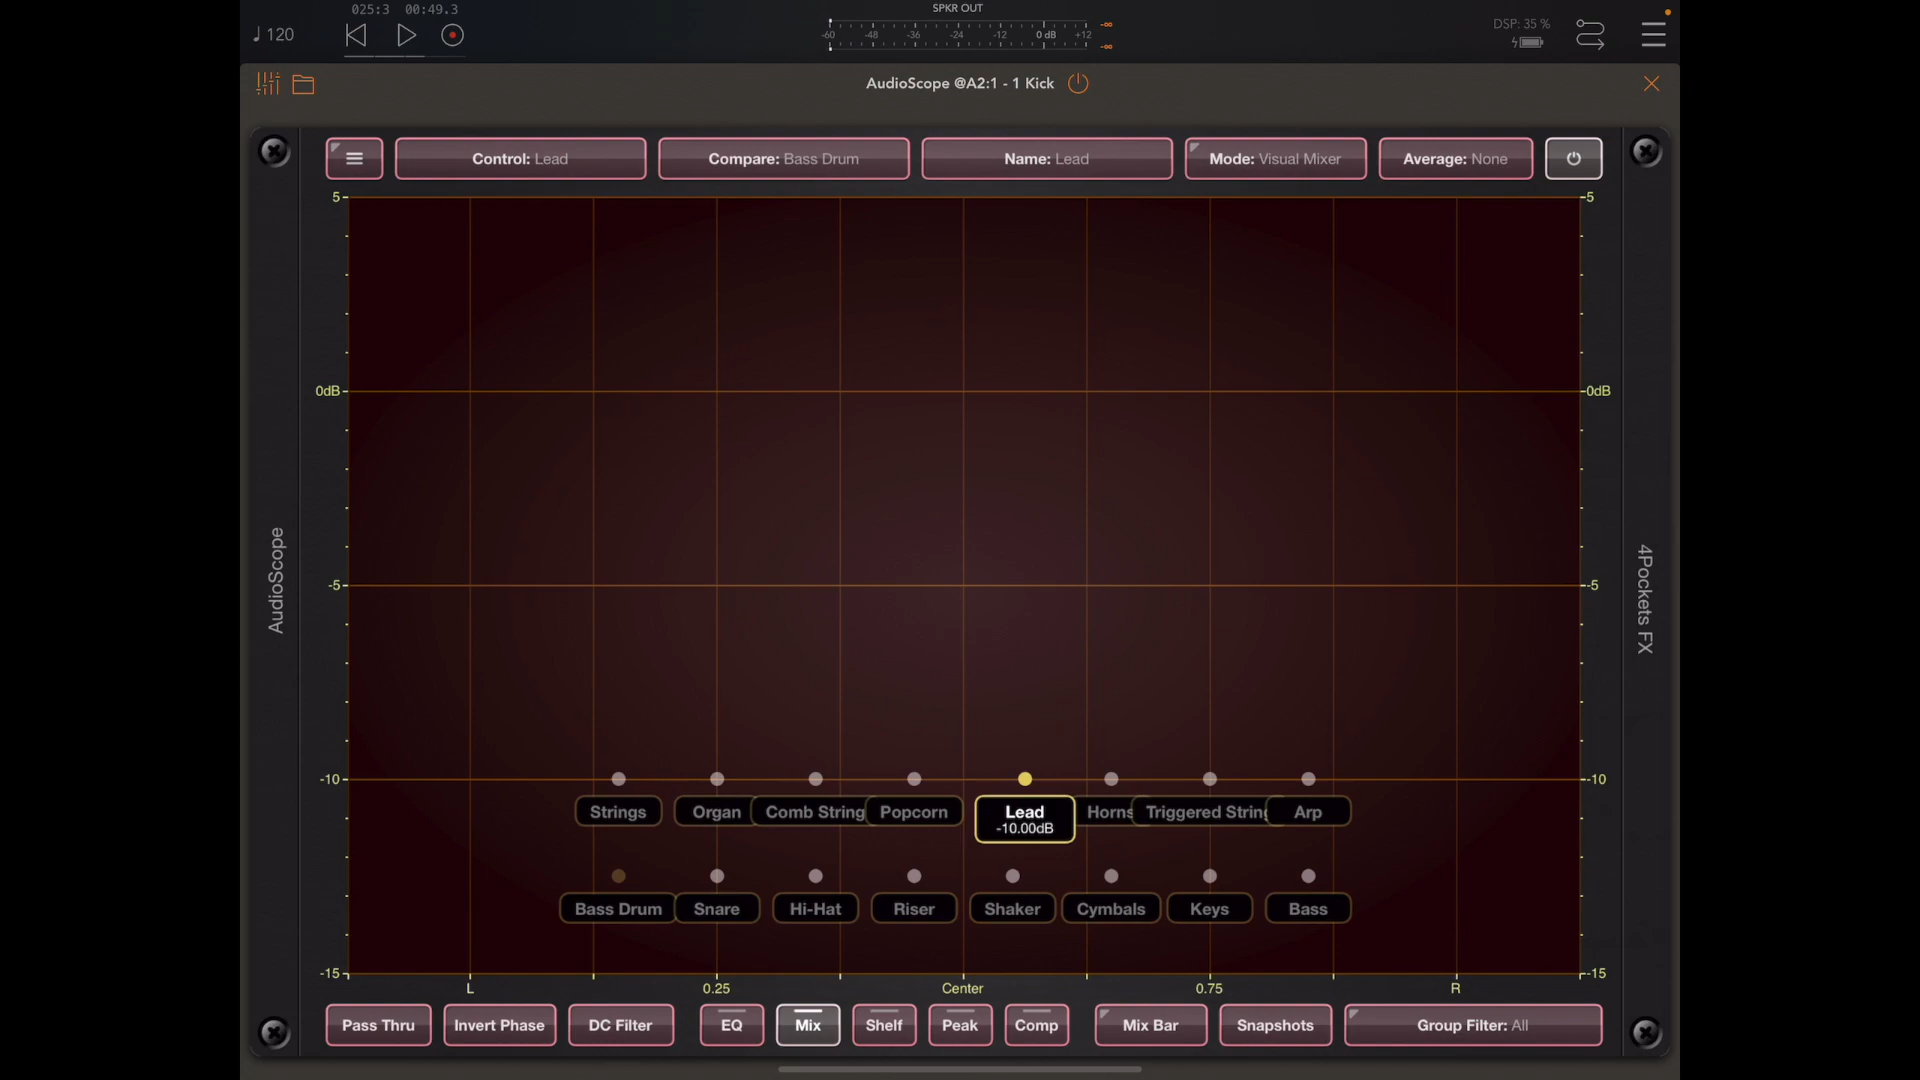 025:3 00:49.3
SPKR OUT
♩120
-60 -48 -36 -24 -12 0 dB +12
-∞
-∞
DSP: 35 %
AudioScope @A2:1 - 1 Kick
Control: Lead
Compare: Bass Drum
Name: Lead
Mode: Visual Mixer
Average: None
5
5
0dB
0dB
-5
-5
-10
-10
-15
-15
AudioScope
4Pockets FX
Strings
Organ
Comb String
Popcorn
Lead
-10.00dB
Horns
Triggered String
Arp
Bass Drum
Snare
Hi-Hat
Riser
Shaker
Cymbals
Keys
Bass
L
0.25
Center
0.75
R
Pass Thru
Invert Phase
DC Filter
EQ
Mix
Shelf
Peak
Comp
Mix Bar
Snapshots
Group Filter: All